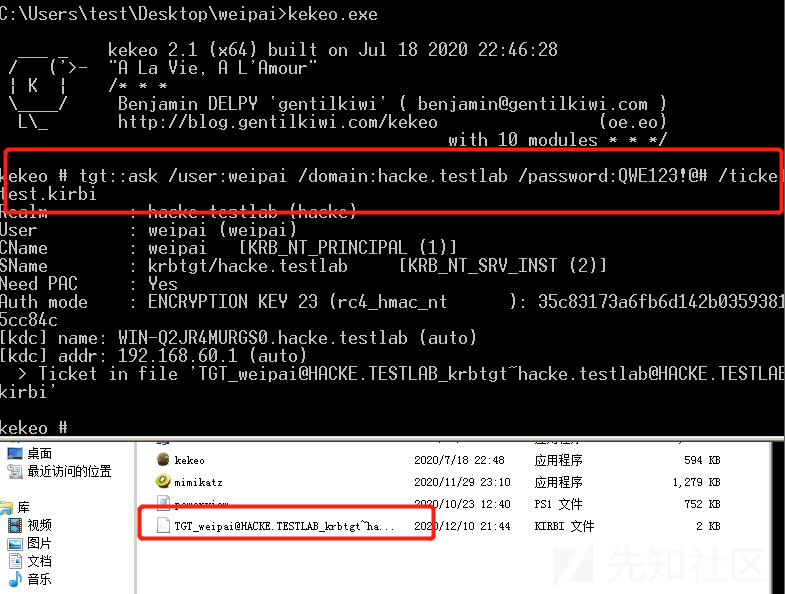 C:\Users\test\Desktop\weipai>kekeo.exe
  ___ _    kekeo 2.1 (x64) built on Jul 18 2020 22:46:28
 /   ('>-  "A La Vie, A L'Amour"
 | K  |    /* * *
 \____/     Benjamin DELPY `gentilkiwi` ( benjamin@gentilkiwi.com )
  L\_       http://blog.gentilkiwi.com/kekeo                (oe.eo)
                                             with 10 modules * * */
kekeo # tgt::ask /user:weipai /domain:hacke.testlab /password:QWE123!@# /ticke
test.kirbi
Realm        : hacke.testlab (hacke)
User         : weipai (weipai)
CName        : weipai   [KRB_NT_PRINCIPAL (1)]
SName        : krbtgt/hacke.testlab     [KRB_NT_SRV_INST (2)]
Need PAC     : Yes
Auth mode    : ENCRYPTION KEY 23 (rc4_hmac_nt      ): 35c83173a6fb6d142b0359381
5cc84c
[kdc] name: WIN-Q2JR4MURGS0.hacke.testlab (auto)
[kdc] addr: 192.168.60.1 (auto)
  > Ticket in file 'TGT_weipai@HACKE.TESTLAB_krbtgt~hacke.testlab@HACKE.TESTLAB
kirbi'
kekeo #
桌面
最近访问的位置
库
视频
图片
文档
音乐
kekeo 2020/7/18 22:48 应用程序 594 KB
mimikatz 2020/11/29 23:10 应用程序 1,279 KB
powerview 2020/10/23 12:40 PS1 文件 752 KB
TGT_weipai@HACKE.TESTLAB_krbtgt~ha... 2020/12/10 21:44 KIRBI 文件 2 KB
先知社区